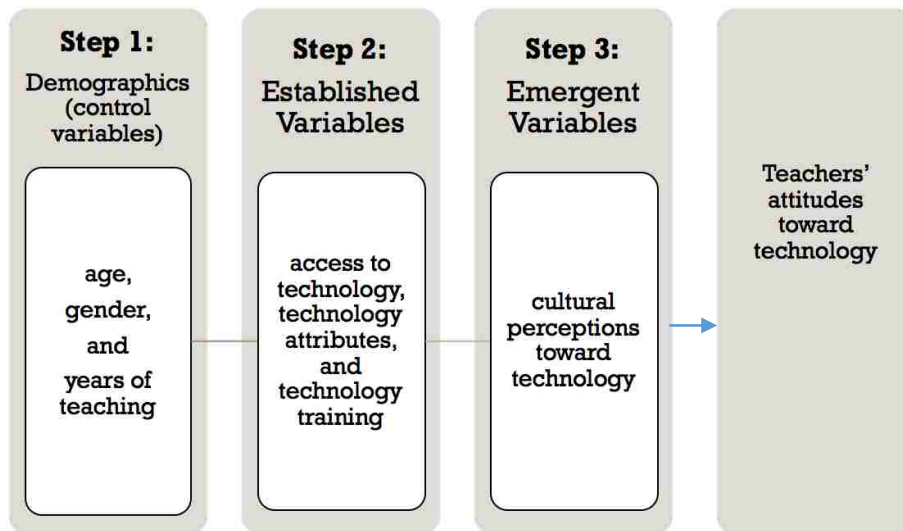 Step 1:
Demographics
(control
variables)
age,
gender,
and
years of
teaching
Step 2:
Established
Variables
access to
technology,
technology
attributes,
and
technology
training
Step 3:
Emergent
Variables
cultural
perceptions
toward
technology
Teachers’
attitudes
toward
technology